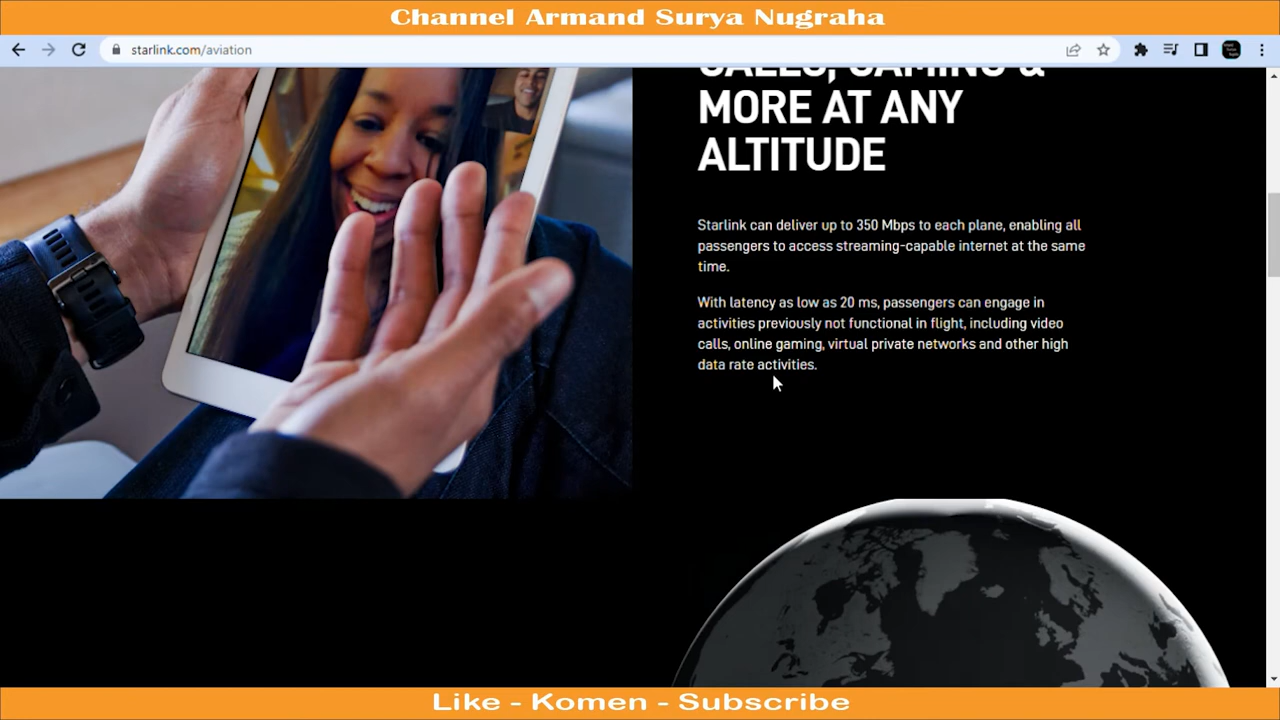 Channel Armand Surya Nugraha
starlink.com/aviation
CALLS, GAMING &
MORE AT ANY
ALTITUDE
Starlink can deliver up to 350 Mbps to each plane, enabling all
passengers to access streaming-capable internet at the same
time.
With latency as low as 20 ms, passengers can engage in
activities previously not functional in flight, including video
calls, online gaming, virtual private networks and other high
data rate activities.
Like - Komen - Subscribe